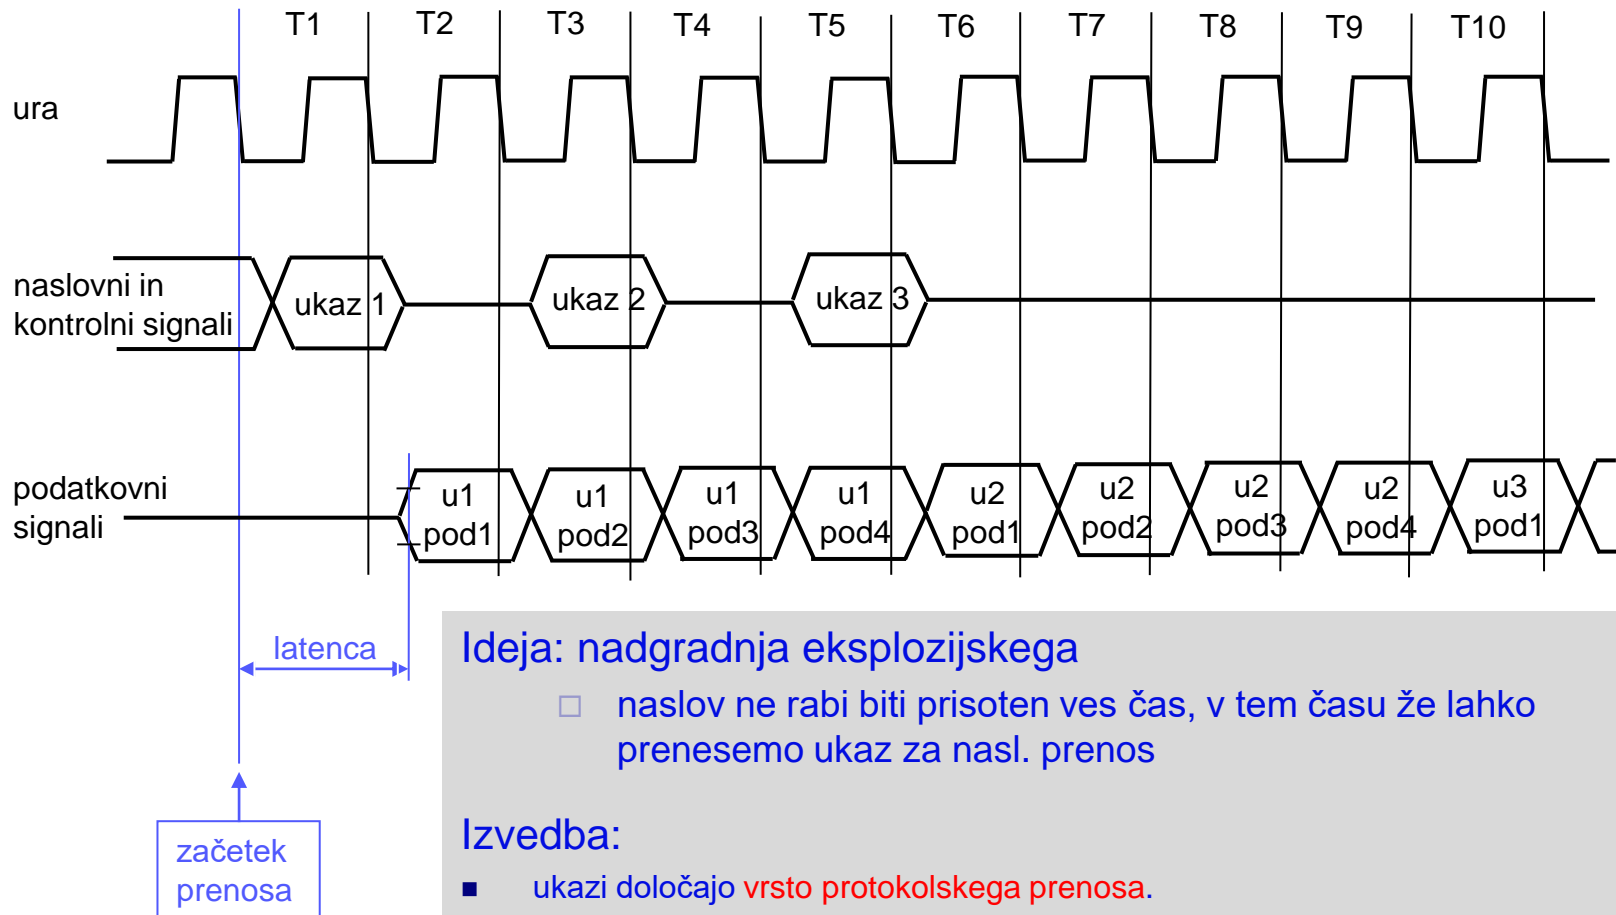 T1 T2 T3 T4 T5 T6 T7 T8 T9 T10
ura
naslovni in
kontrolni signali
ukaz 1 ukaz 2 ukaz 3
podatkovni
signali
u1 u1 u1 u1 u2 u2 u2 u2 u3
pod1 pod2 pod3 pod4 pod1 pod2 pod3 pod4 pod1
latenca
začetek
prenosa
Ideja: nadgradnja eksplozijskega
naslov ne rabi biti prisoten ves čas, v tem času že lahko
prenesemo ukaz za nasl. prenos
Izvedba:
ukazi določajo vrsto protokolskega prenosa.